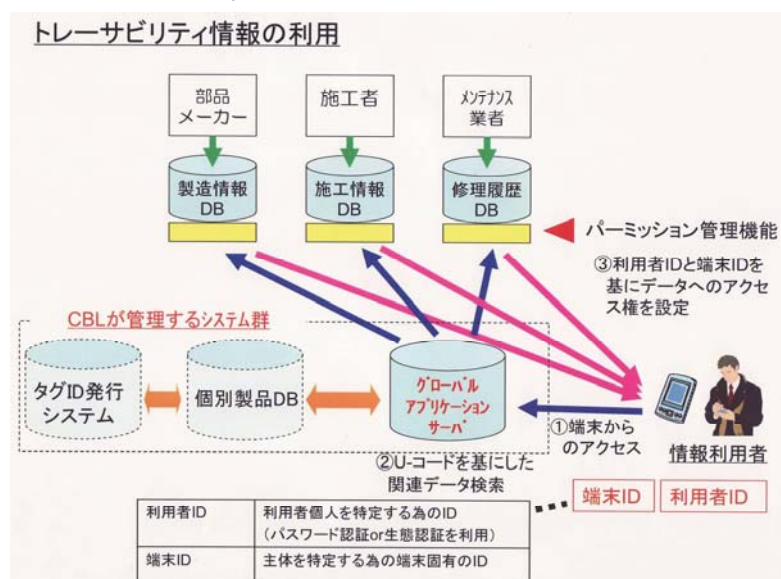 トレーサビリティ情報の利用
部品
メーカー
施工者
メンテナンス
業者
製造情報
DB
施工情報
DB
修理履歴
DB
パーミッション管理機能
③利用者IDと端末IDを
基にデータへのアクセ
ス権を設定
CBLが管理するシステム群
タグID発行
システム
個別製品DB
グローバル
アプリケーション
サーバ
①端末から
のアクセス
情報利用者
②U-コードを基にした
関連データ検索
端末ID
利用者ID
利用者ID
利用者個人を特定する為のID
(パスワード認証or生態認証を利用)
端末ID
主体を特定する為の端末固有のID